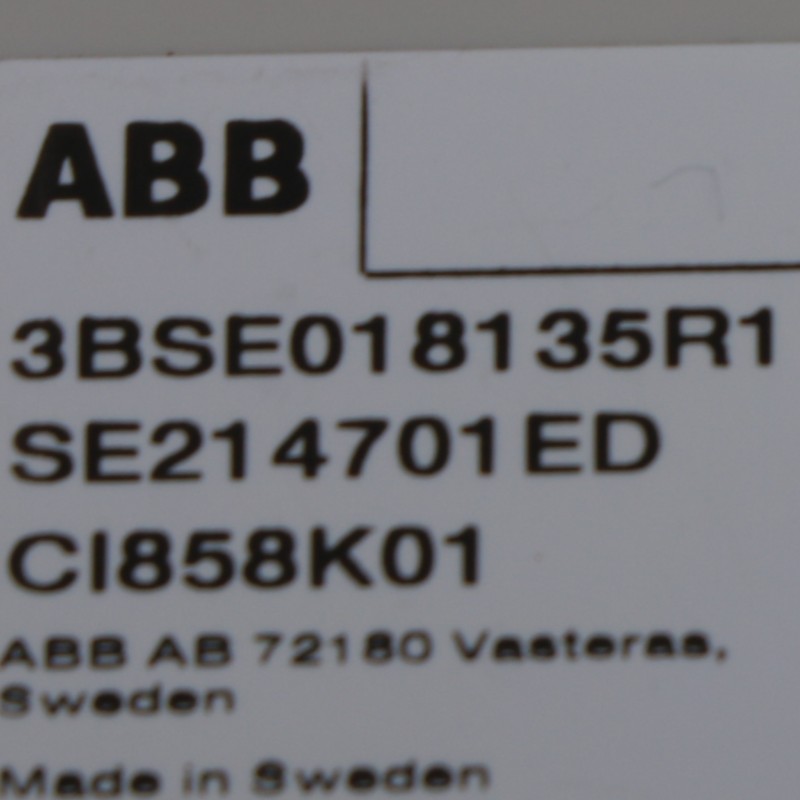 ABB
3BSE018135R1
SE214701ED
CI858K01
ABB AB 72180 Vasteras,
Sweden
Made in Sweden